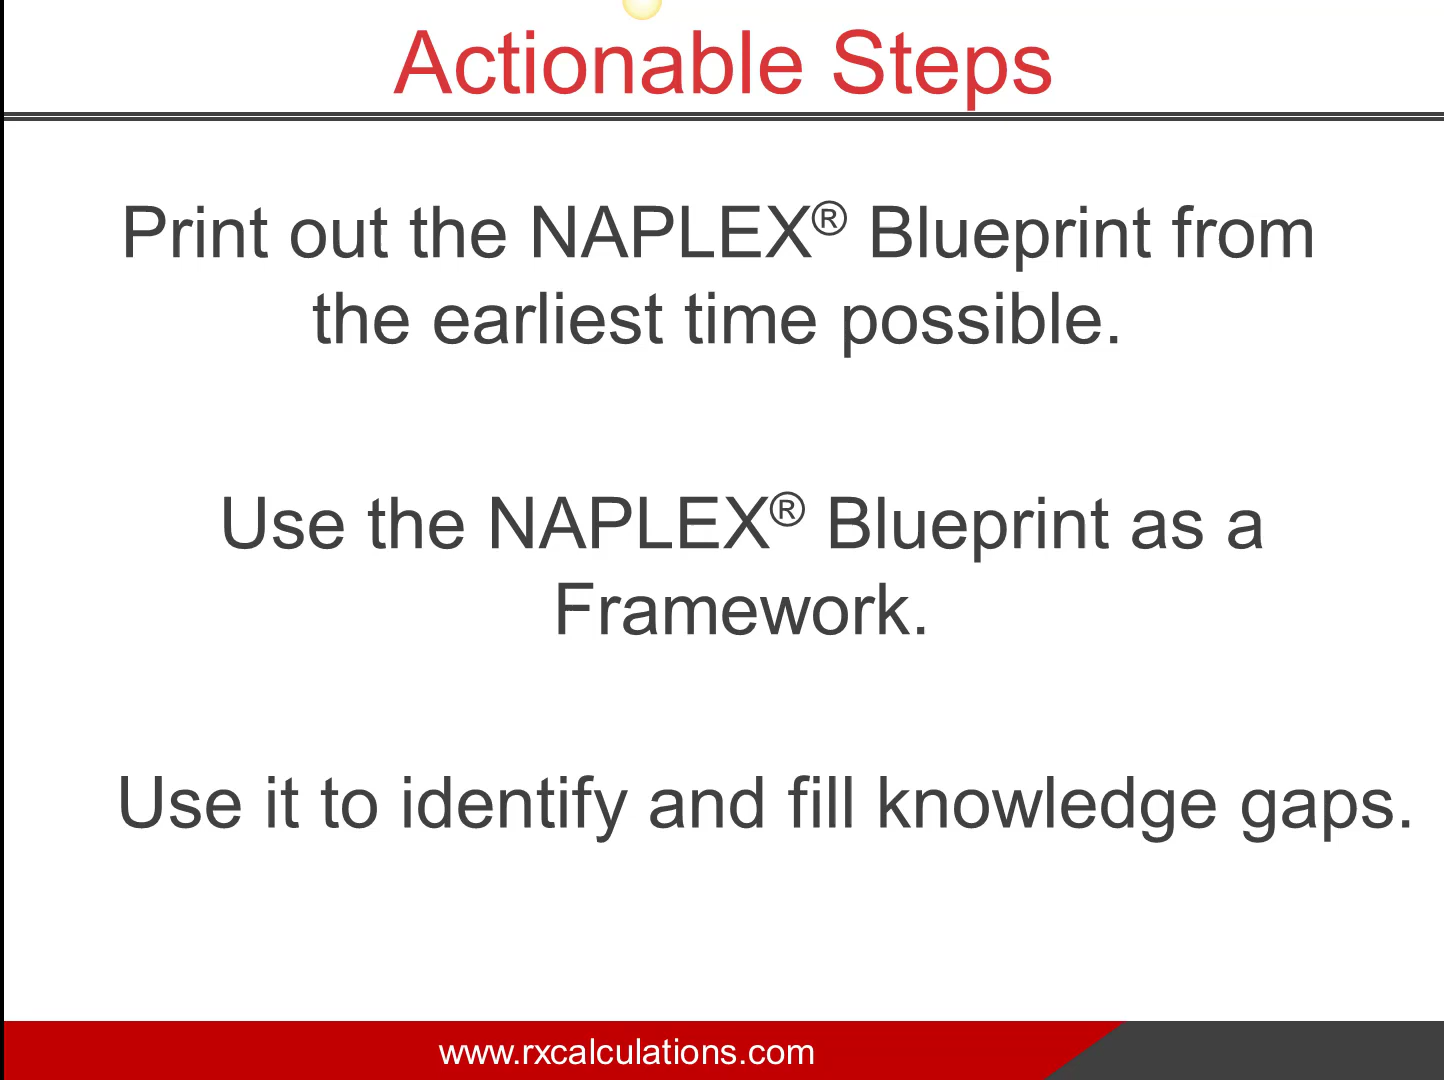 Actionable Steps
Print out the NAPLEX® Blueprint from
the earliest time possible.
Use the NAPLEX® Blueprint as a
Framework.
Use it to identify and fill knowledge gaps.
www.rxcalculations.com